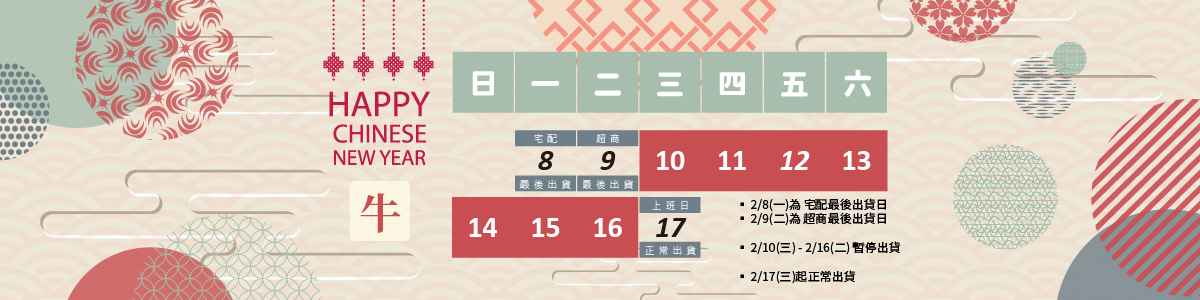 HAPPY
CHINESE
NEW YEAR
牛
日 一 二 三 四 五 六
宅配 超商
8 9 10 11 12 13
最後出貨 最後出貨
上班日
14 15 16 17
正常出貨
▪ 2/8(一)為 宅配最後出貨日
▪ 2/9(二)為 超商最後出貨日
▪ 2/10(三) - 2/16(二) 暫停出貨
▪ 2/17(三)起正常出貨